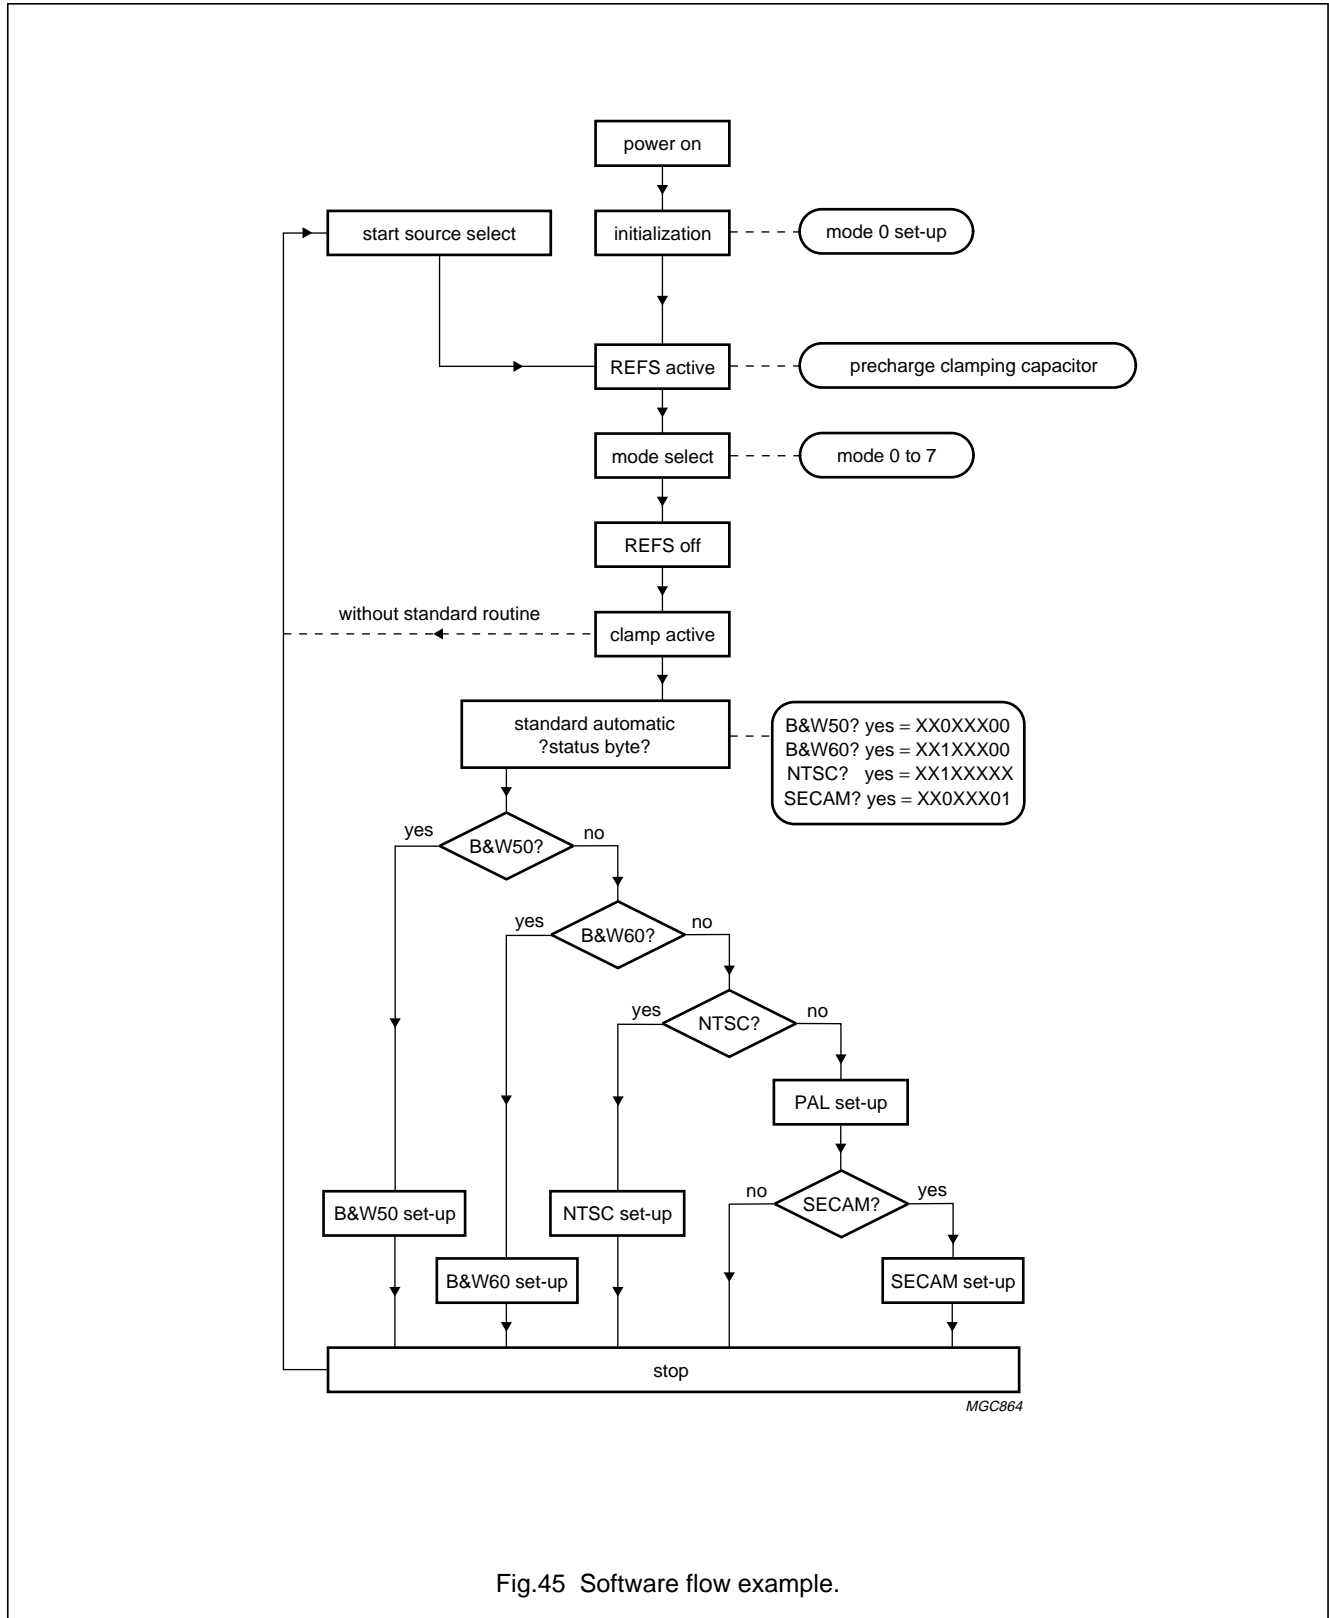 power on
start source select
initialization
mode 0 set-up
REFS active
precharge clamping capacitor
mode select
mode 0 to 7
REFS off
without standard routine
clamp active
standard automatic
?status byte?
B&W50? yes = XX0XXX00
B&W60? yes = XX1XXX00
NTSC? yes = XX1XXXXX
SECAM? yes = XX0XXX01
yes
B&W50?
no
yes
B&W60?
no
yes
NTSC?
no
PAL set-up
no
SECAM?
yes
B&W50 set-up
NTSC set-up
B&W60 set-up
SECAM set-up
stop
MGC864
Fig.45 Software flow example.